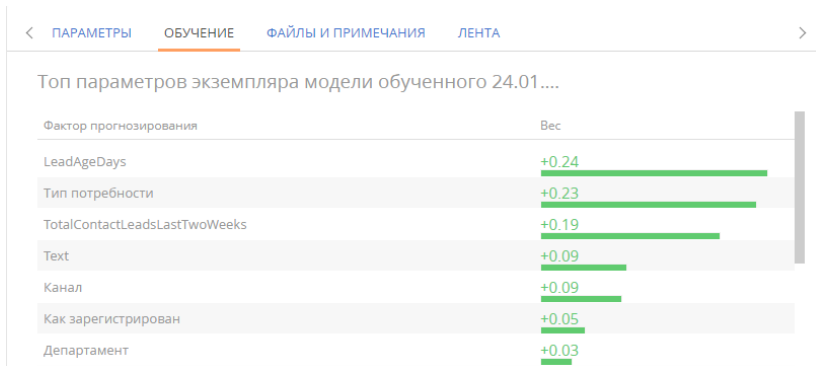 ПАРАМЕТРЫ ОБУЧЕНИЕ ФАЙЛЫ И ПРИМЕЧАНИЯ ЛЕНТА
Топ параметров экземпляра модели обученного 24.01....
Фактор прогнозирования Вес
LeadAgeDays +0.24
Тип потребности +0.23
TotalContactLeadsLastTwoWeeks +0.19
Text +0.09
Канал +0.09
Как зарегистрирован +0.05
Департамент +0.03